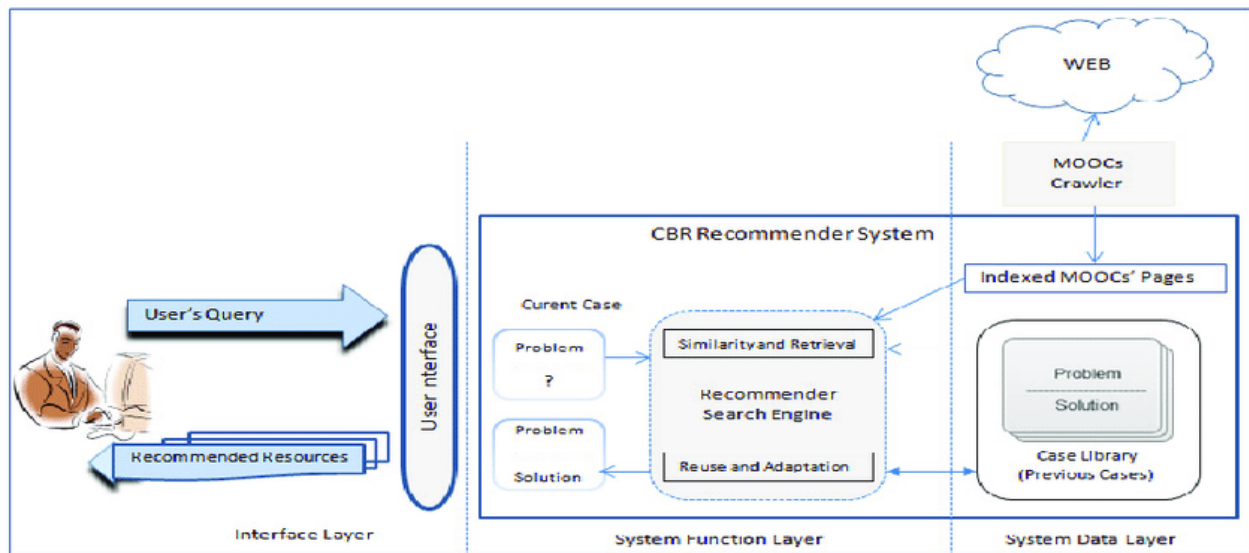 WEB
MOOCs
Crawler
CBR Recommender System
Indexed MOOCs' Pages
User's Query
User Interface
Curent Case
Problem
?
Similarity and Retrieval
Recommender
Search Engine
Problem
Solution
Problem
Solution
Reuse and Adaptation
Case Library
(Previous Cases)
Recommended Resources
Interface Layer
System Function Layer
System Data Layer